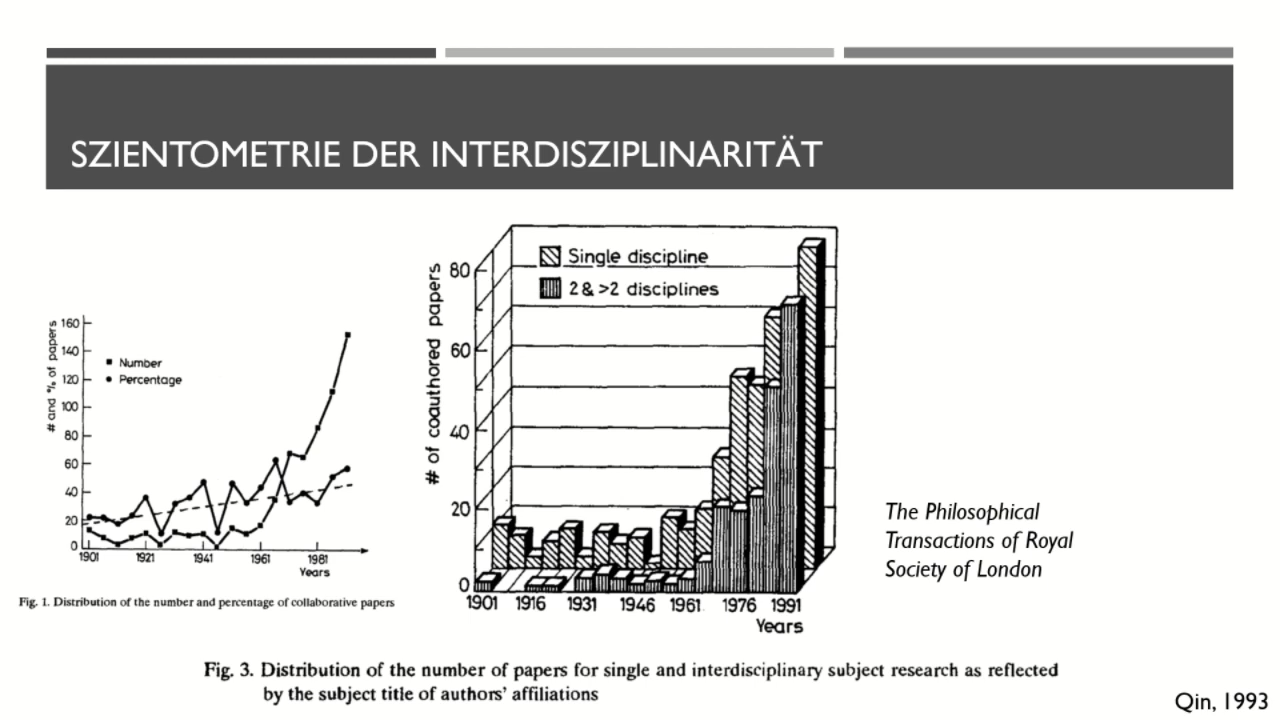 SZIENTOMETRIE DER INTERDISZIPLINARITÄT
# and % of papers
160
140
120
100
80
60
40
20
0
Number
Percentage
1901
1921
1941
1961
1981
Years
Fig. 1. Distribution of the number and percentage of collaborative papers
# of coauthored papers
80
60
40
20
0
Single discipline
2 & >2 disciplines
1901
1916
1931
1946
1961
1976
1991
Years
The Philosophical
Transactions of Royal
Society of London
Fig. 3. Distribution of the number of papers for single and interdisciplinary subject research as reflected
by the subject title of authors' affiliations
Qin, 1993